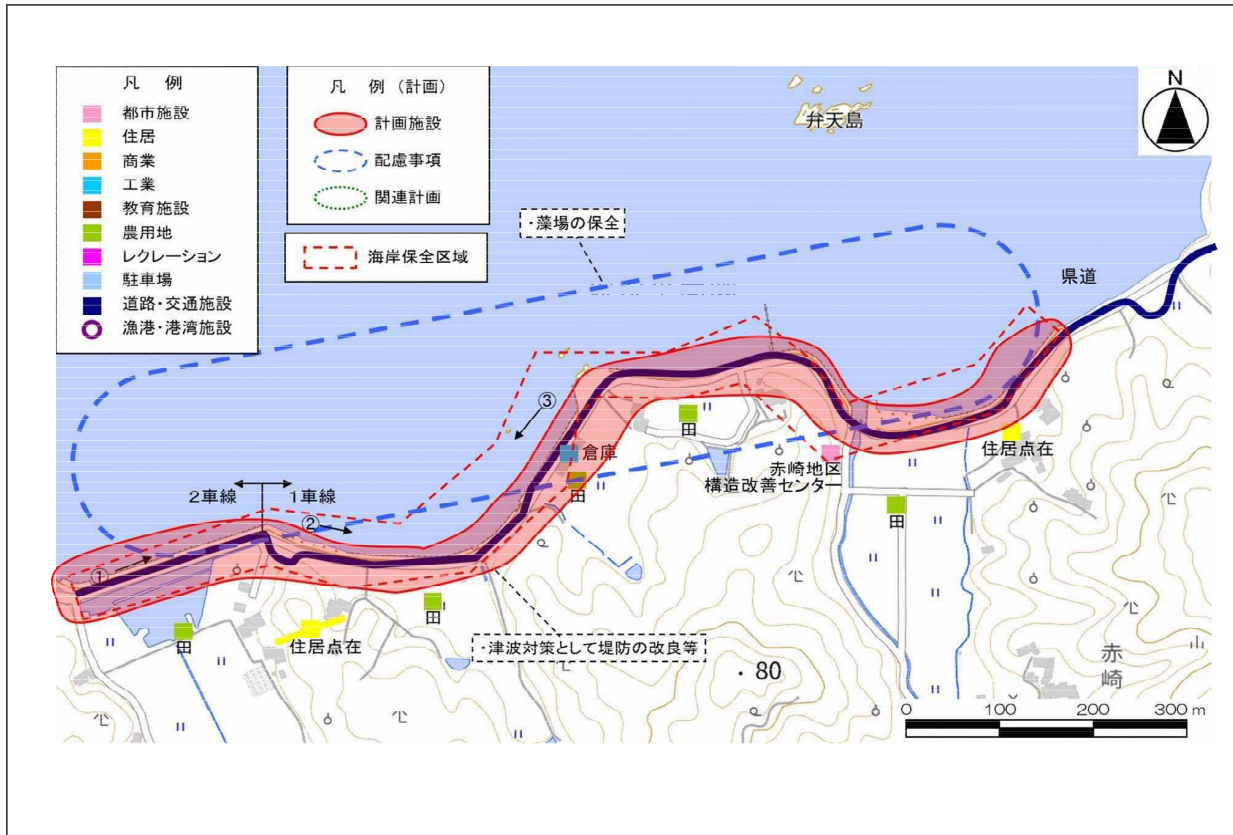 凡 例
都市施設
住居
商業
工業
教育施設
農用地
レクレーション
駐車場
道路・交通施設
漁港・港湾施設
凡 例 (計画)
計画施設
配慮事項
関連計画
海岸保全区域
弁天島
N
・藻場の保全
県道
③
倉庫
田
田
赤崎地区
構造改善センター
住居点在
田
2車線
1車線
②
①
田
住居点在
田
・津波対策として堤防の改良等
・80
赤崎
0 100 200 300 m